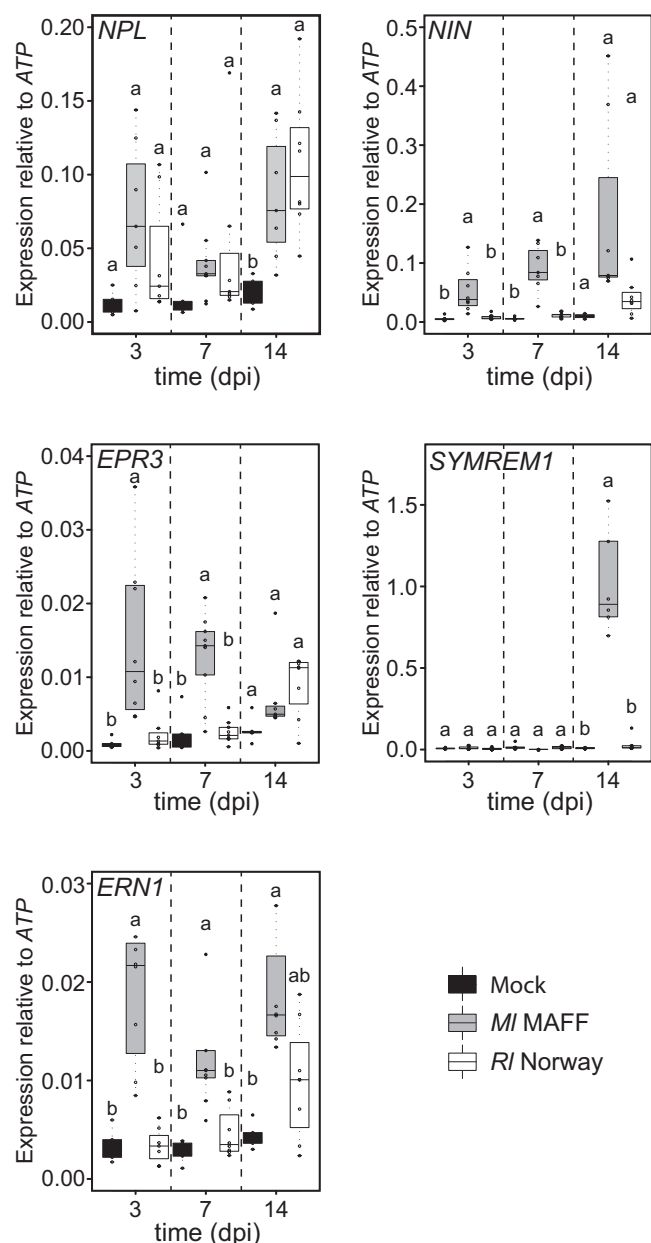 NPL
Expression relative to ATP
0.20
0.15
0.10
0.05
0.00
a a a a a a b a a
3 7 14
time (dpi)
NIN
Expression relative to ATP
0.5
0.4
0.3
0.2
0.1
0.0
b a b b a b a a a
3 7 14
time (dpi)
EPR3
Expression relative to ATP
0.04
0.03
0.02
0.01
0.00
b a b b a b a a a
3 7 14
time (dpi)
SYMREM1
Expression relative to ATP
1.5
1.0
0.5
0.0
a a a a a a b a b
3 7 14
time (dpi)
ERN1
Expression relative to ATP
0.03
0.02
0.01
0.00
b a b b a b b a ab
3 7 14
time (dpi)
Mock
Ml MAFF
Rl Norway